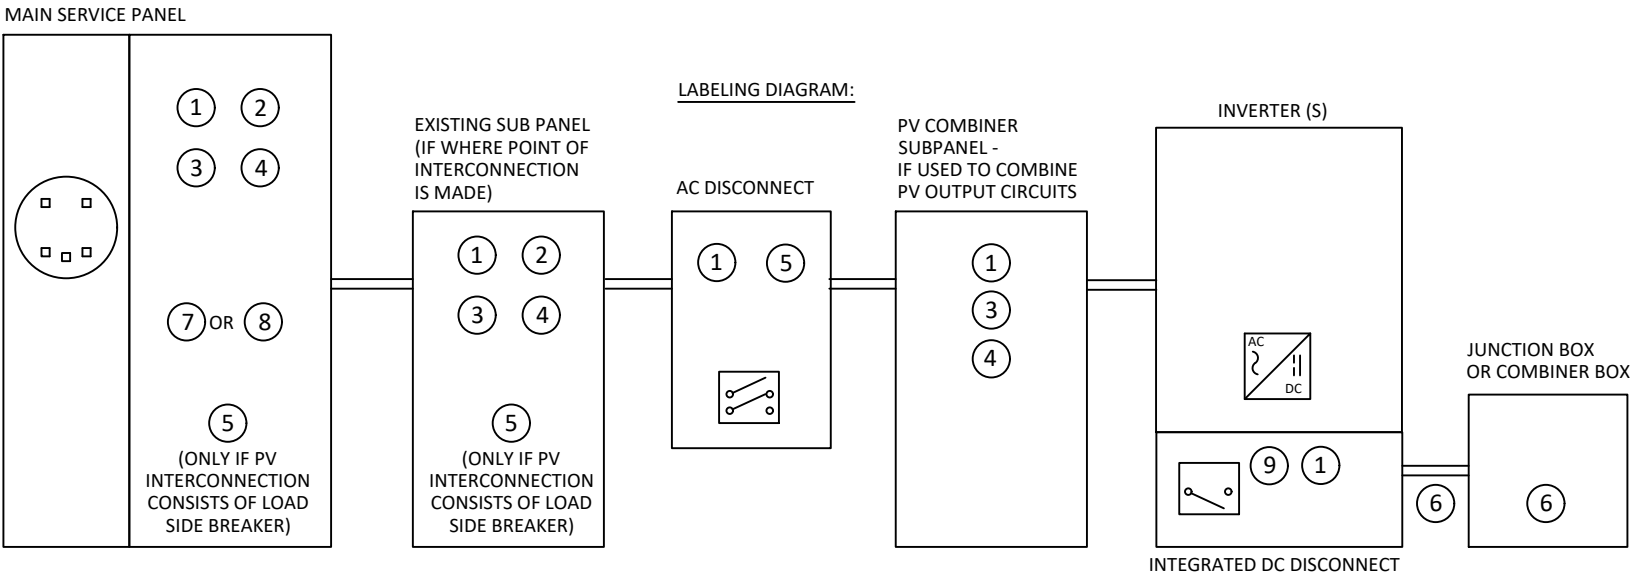 MAIN SERVICE PANEL
1 2
3 4
7 OR 8
5
(ONLY IF PV
INTERCONNECTION
CONSISTS OF LOAD
SIDE BREAKER)
EXISTING SUB PANEL
(IF WHERE POINT OF
INTERCONNECTION
IS MADE)
1 2
3 4
5
(ONLY IF PV
INTERCONNECTION
CONSISTS OF LOAD
SIDE BREAKER)
LABELING DIAGRAM:
AC DISCONNECT
1 5
PV COMBINER
SUBPANEL -
IF USED TO COMBINE
PV OUTPUT CIRCUITS
1
3
4
INVERTER (S)
AC
DC
9 1
INTEGRATED DC DISCONNECT
6
JUNCTION BOX
OR COMBINER BOX
6